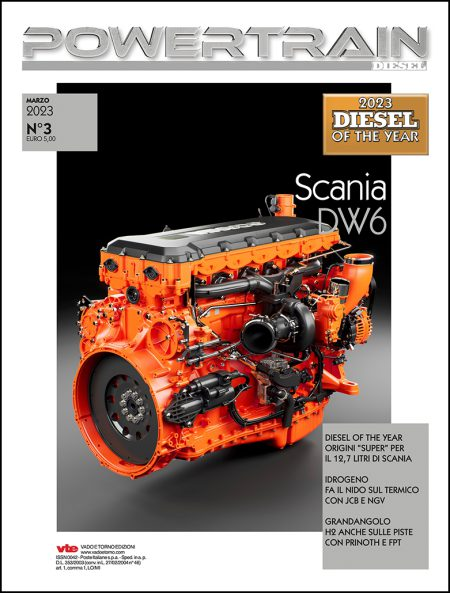 POWERTRAIN
DIESEL
MARZO
2023
N°3
EURO 5,00
2023
DIESEL
OF THE YEAR
Scania
DW6
DIESEL OF THE YEAR
ORIGINI "SUPER" PER
IL 12,7 LITRI DI SCANIA
IDROGENO
FA IL NIDO SUL TERMICO
CON JCB E NGV
GRANDANGOLO
H2 ANCHE SULLE PISTE
CON PRINOTH E FPT
vte VADO E TORNO EDIZIONI
www.vadoetorno.com
ISSN 0042 - Poste Italiane s.p.a. - Sped. in a. p.
D.L. 353/2003 (conv. in L. 27/02/2004 n° 46)
art. 1, comma 1, LO/MI